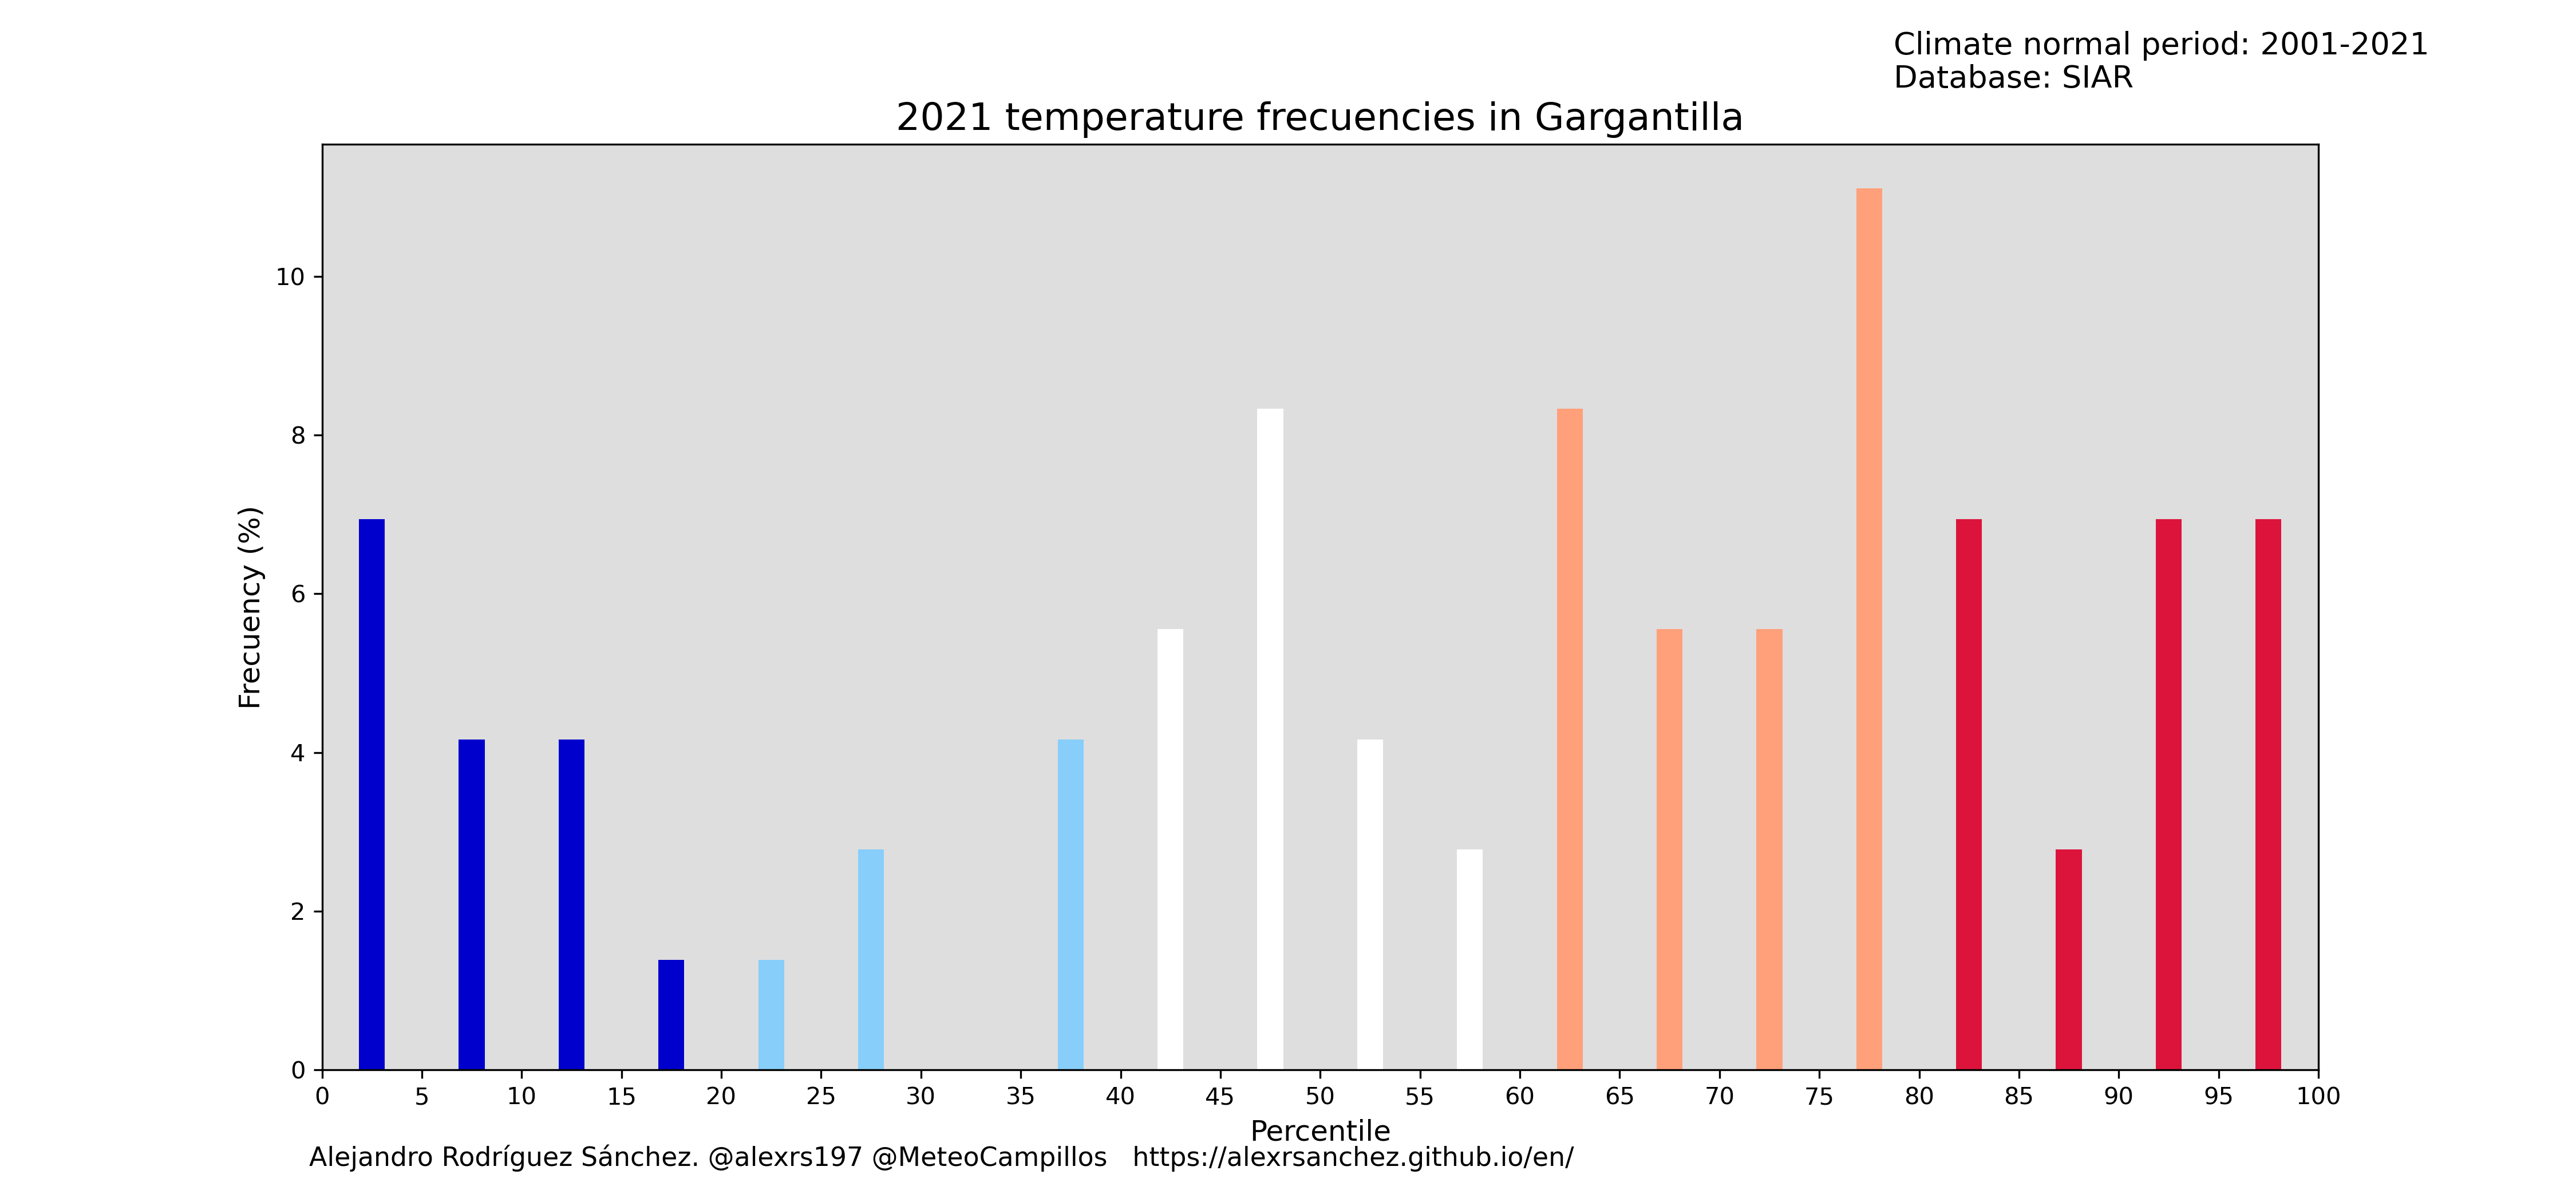 Climate normal period: 2001-2021
Database: SIAR
2021 temperature frecuencies in Gargantilla
Frecuency (%)
10
8
6
4
2
0
0 5 10 15 20 25 30 35 40 45 50 55 60 65 70 75 80 85 90 95 100
Percentile
Alejandro Rodríguez Sánchez. @alexrs197 @MeteoCampillos https://alexrsanchez.github.io/en/